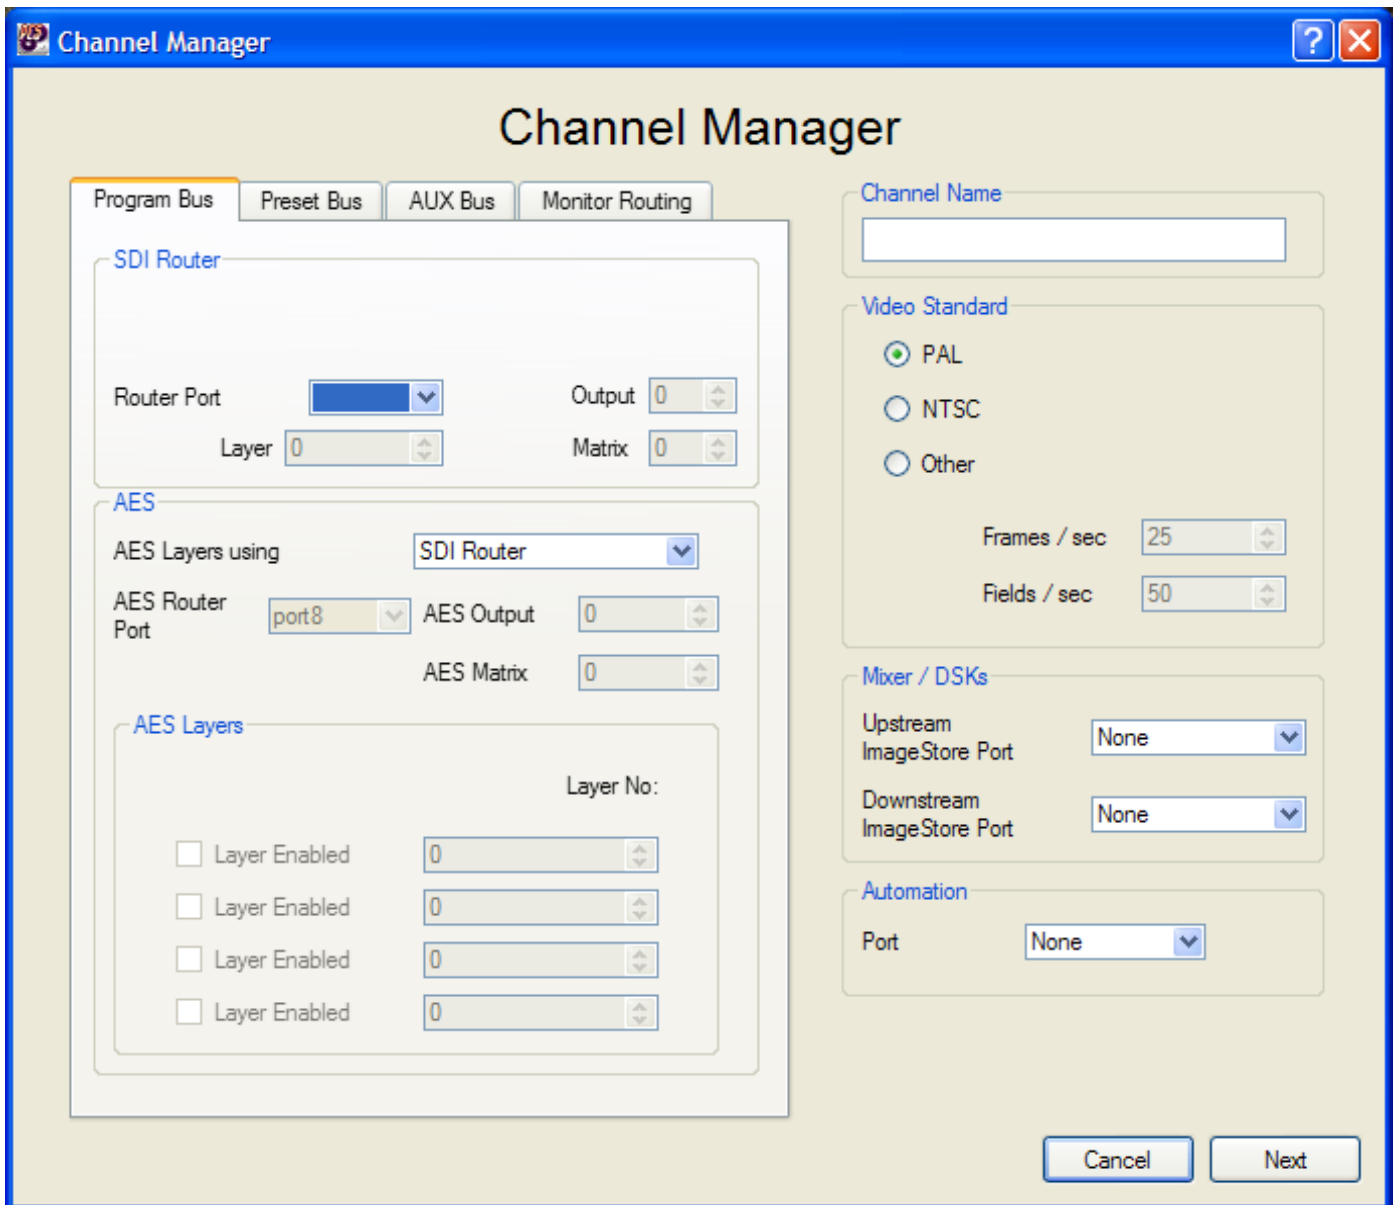 Channel Manager
Channel Manager
Program Bus
Preset Bus
AUX Bus
Monitor Routing
SDI Router
Router Port
Output 0
Layer 0
Matrix 0
AES
AES Layers using SDI Router
AES Router
Port
port8
AES Output 0
AES Matrix 0
AES Layers
Layer No:
Layer Enabled 0
Layer Enabled 0
Layer Enabled 0
Layer Enabled 0
Channel Name
Video Standard
PAL
NTSC
Other
Frames / sec 25
Fields / sec 50
Mixer / DSKs
Upstream
ImageStore Port
None
Downstream
ImageStore Port
None
Automation
Port None
Cancel
Next